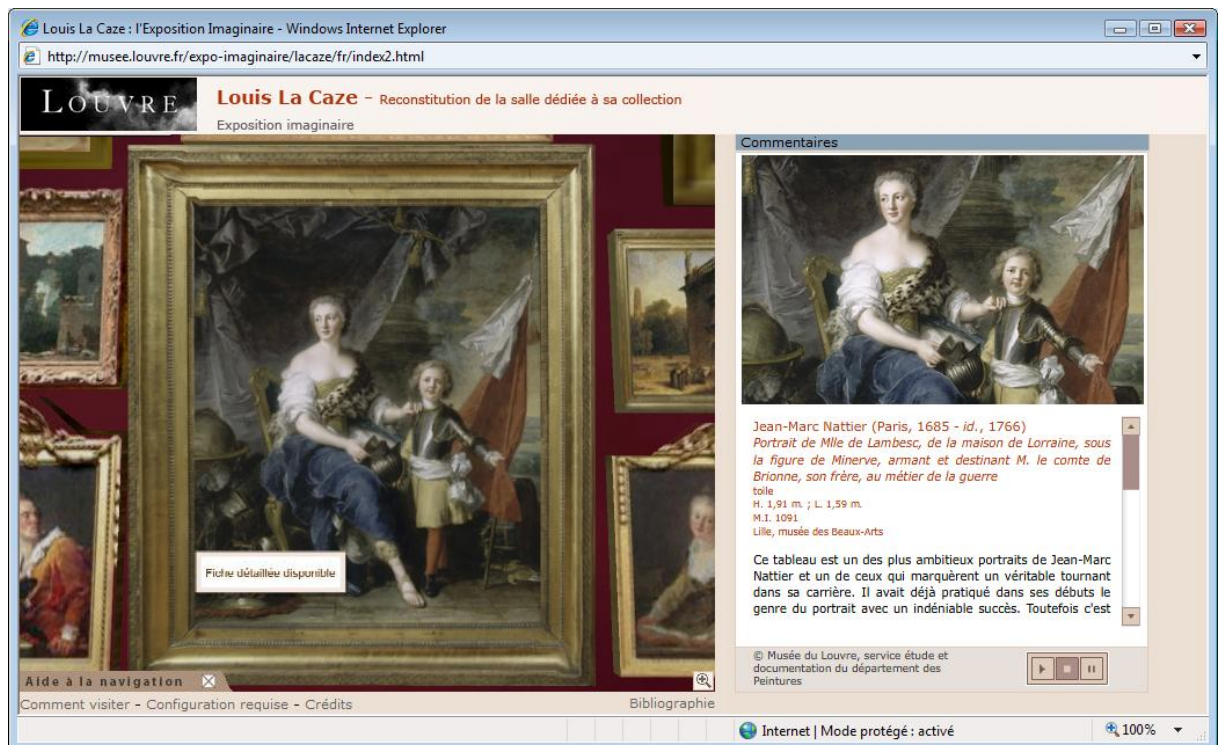 Louis La Caze : l'Exposition Imaginaire - Windows Internet Explorer
http://musee.louvre.fr/expo-imaginaire/lacaze/fr/index2.html
LOUVRE
Louis La Caze - Reconstitution de la salle dédiée à sa collection
Exposition imaginaire
Fiche détaillée disponible
Aide à la navigation
Comment visiter - Configuration requise - Crédits
Bibliographie
Commentaires
Jean-Marc Nattier (Paris, 1685 - id., 1766)
Portrait de Mlle de Lambesc, de la maison de Lorraine, sous
la figure de Minerve, armant et destinant M. le comte de
Brionne, son frère, au métier de la guerre
toile
H. 1,91 m. ; L. 1,59 m.
M.I. 1091
Lille, musée des Beaux-Arts
Ce tableau est un des plus ambitieux portraits de Jean-Marc
Nattier et un de ceux qui marquèrent un véritable tournant
dans sa carrière. Il avait déjà pratiqué dans ses débuts le
genre du portrait avec un indéniable succès. Toutefois c'est
© Musée du Louvre, service étude et
documentation du département des
Peintures
Internet | Mode protégé : activé
100%